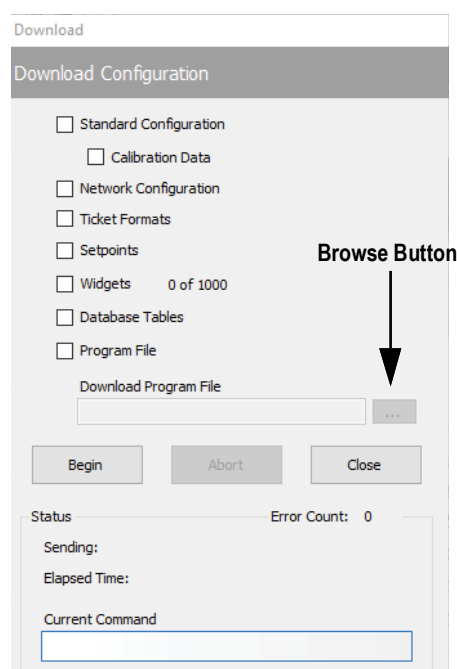 Download
Download Configuration
Standard Configuration
Calibration Data
Network Configuration
Ticket Formats
Setpoints
Browse Button
Widgets 0 of 1000
Database Tables
Program File
Download Program File
...
Begin Abort Close
Status Error Count: 0
Sending:
Elapsed Time:
Current Command